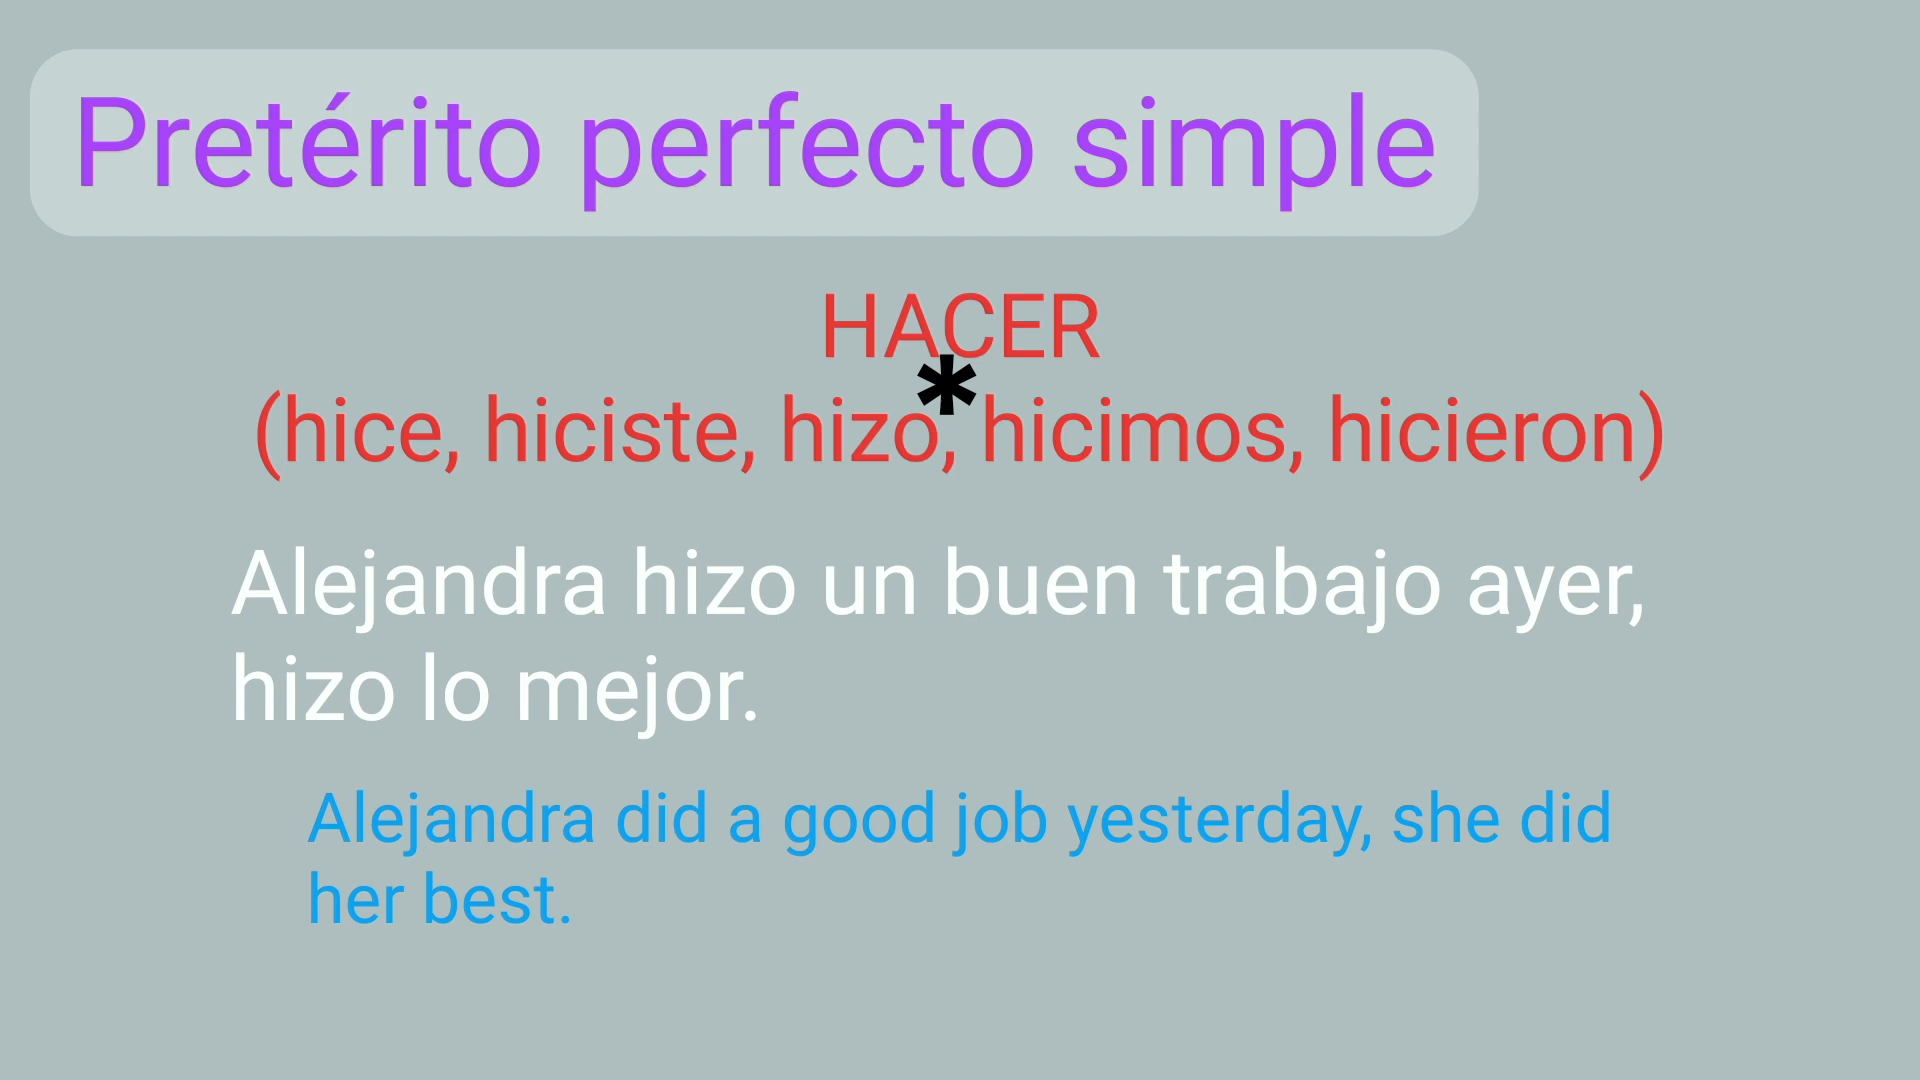 Pretérito perfecto simple
HACER
(hice, hiciste, hizo,* hicimos, hicieron)
Alejandra hizo un buen trabajo ayer,
hizo lo mejor.
Alejandra did a good job yesterday, she did
her best.